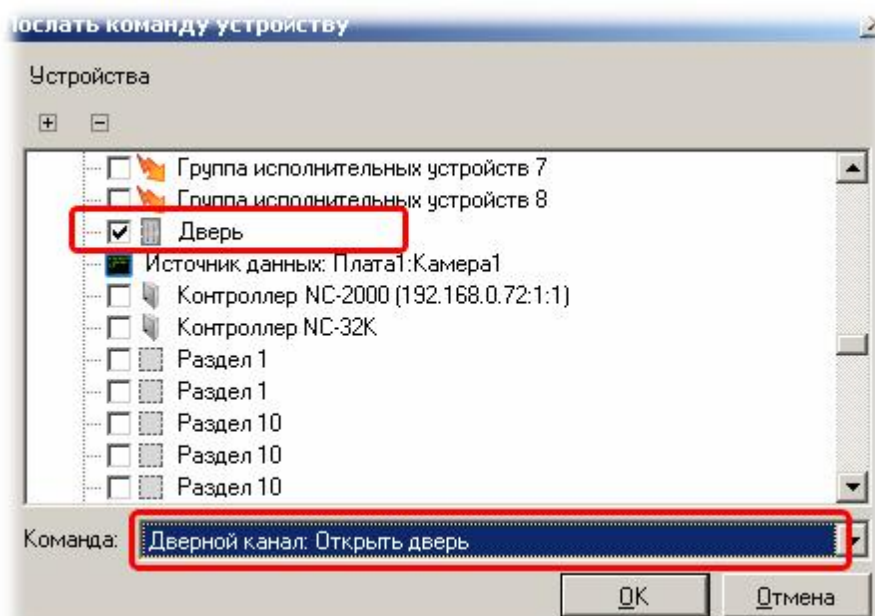 Послать команду устройству
Устройства
Группа исполнительных устройств 7
Группа исполнительных устройств 8
Дверь
Источник данных: Плата1:Камера1
Контроллер NC-2000 (192.168.0.72:1:1)
Контроллер NC-32K
Раздел 1
Раздел 1
Раздел 10
Раздел 10
Раздел 10
Команда: Дверной канал: Открыть дверь
OK Отмена